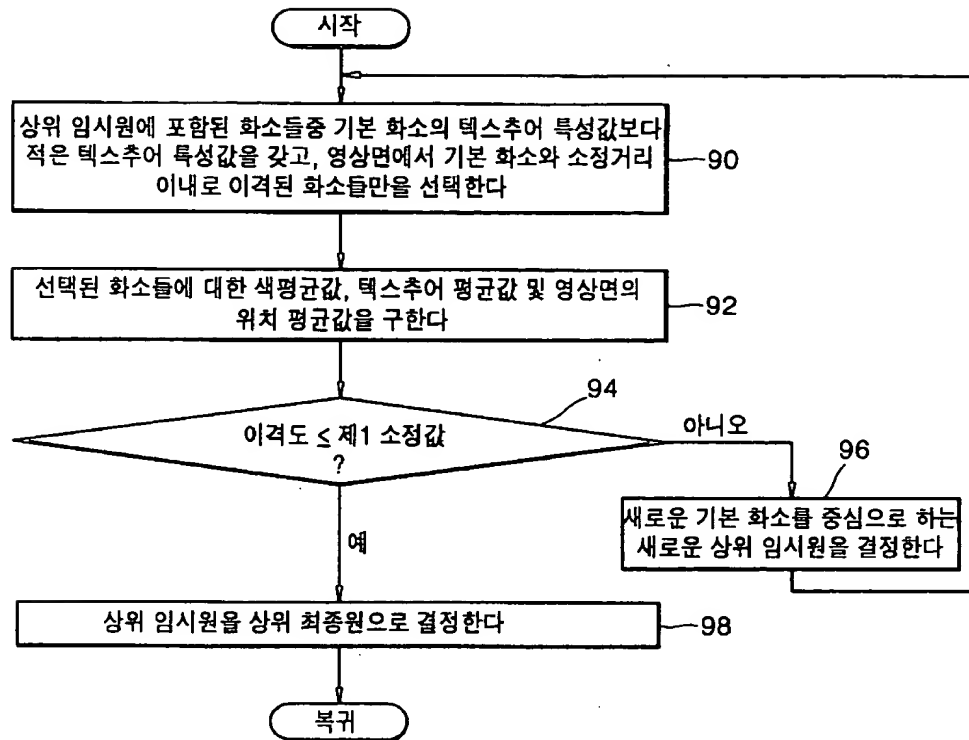 시작
상위 임시원에 포함된 화소들중 기본 화소의 텍스추어 특성값보다
적은 텍스추어 특성값을 갖고, 영상면에서 기본 화소와 소정거리
이내로 이격된 화소들만을 선택한다
90
선택된 화소들에 대한 색평균값, 텍스추어 평균값 및 영상면의
위치 평균값을 구한다
92
94
이격도 ≤ 제1 소정값
?
아니오
96
새로운 기본 화소를 중심으로 하는
새로운 상위 임시원을 결정한다
예
상위 임시원을 상위 최종원으로 결정한다
98
복귀